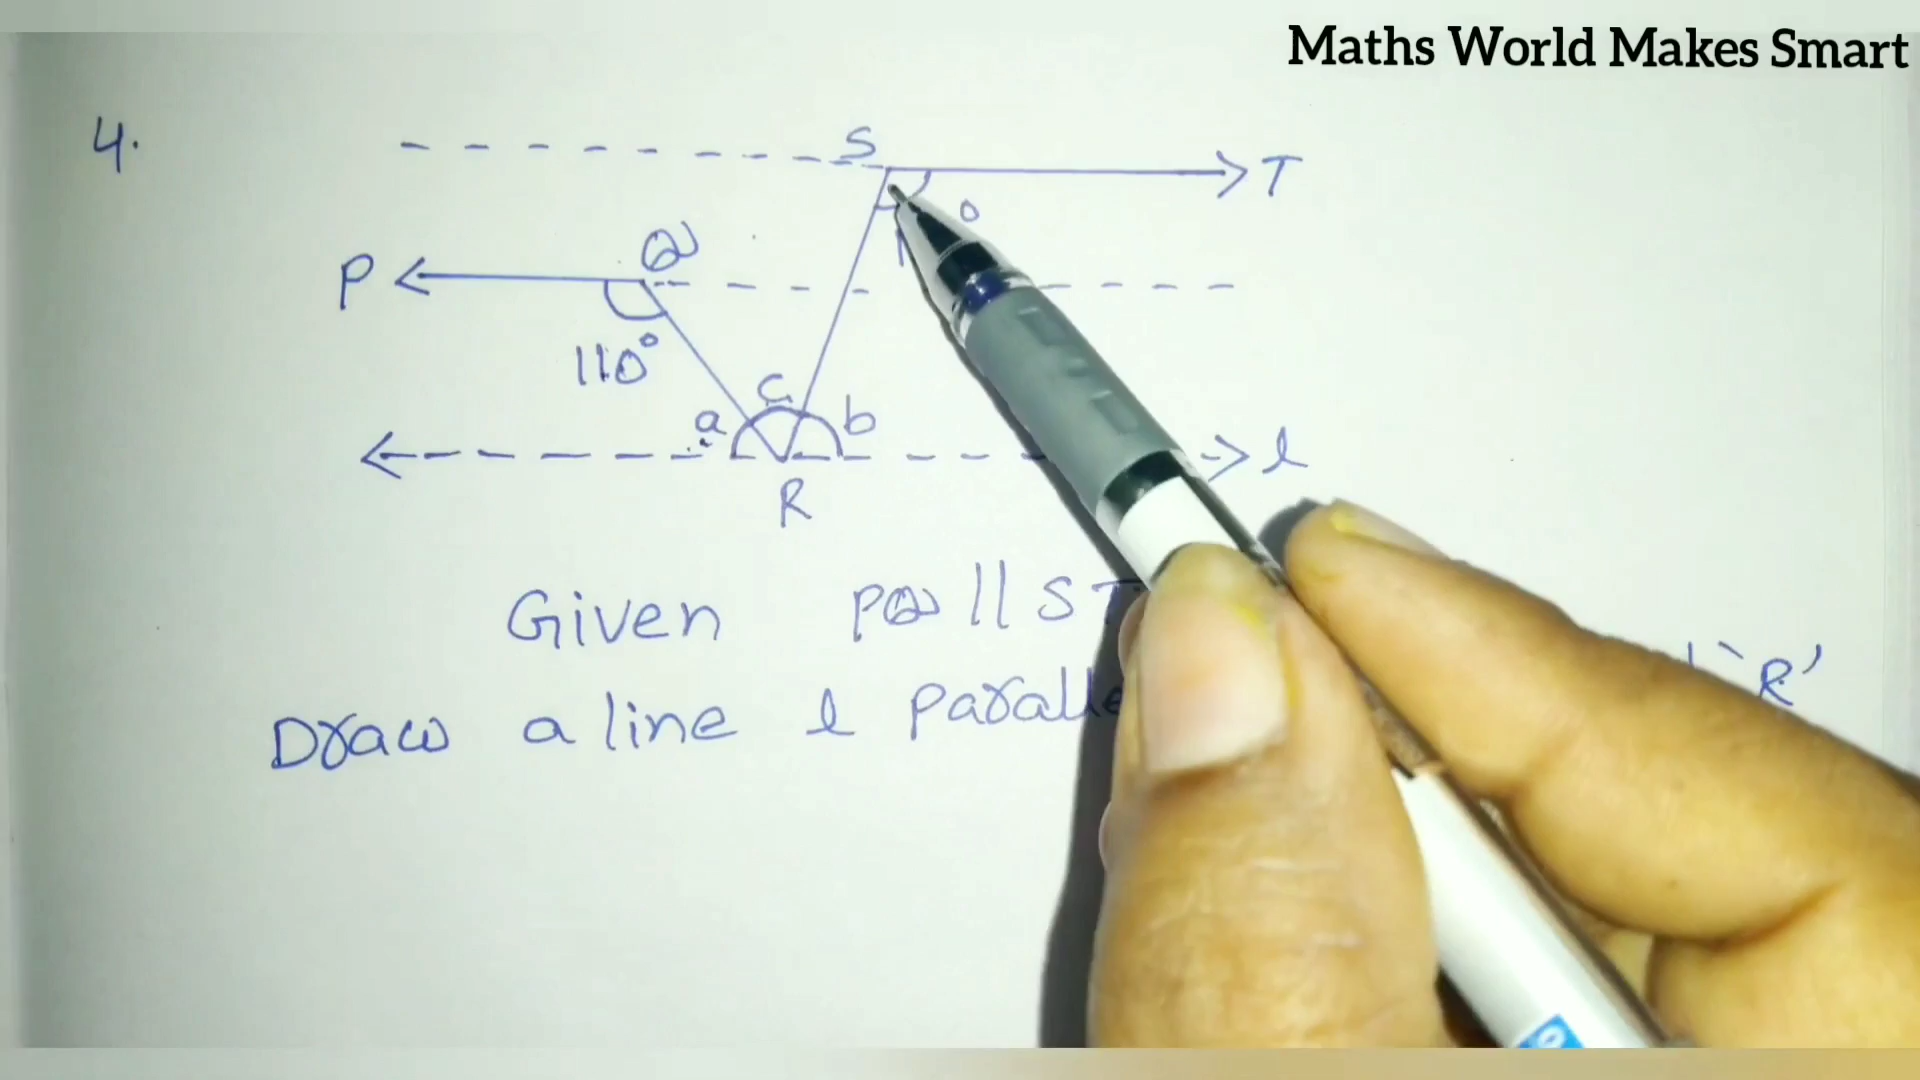 Maths World Makes Smart
4.
S
T
P
Q
110°
a
c
b
l
R
Given PQ || ST
Draw a line l paralle
'R'